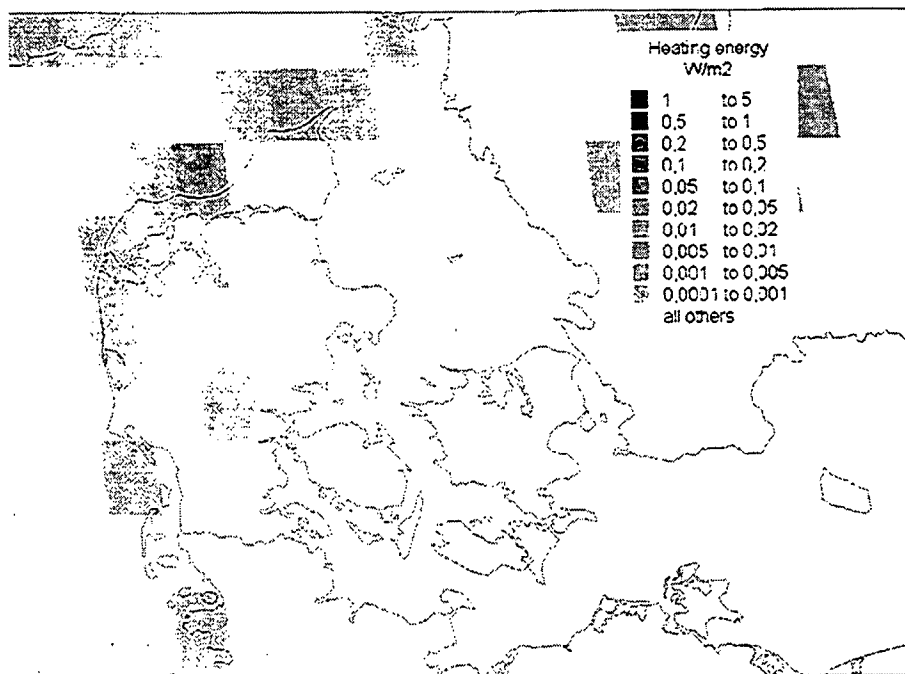 Heating energy
W/m2
1 to 5
0,5 to 1
0,2 to 0,5
0,1 to 0,2
0,05 to 0,1
0,02 to 0,05
0,01 to 0,02
0,005 to 0,01
0,001 to 0,005
0,0001 to 0,001
all others